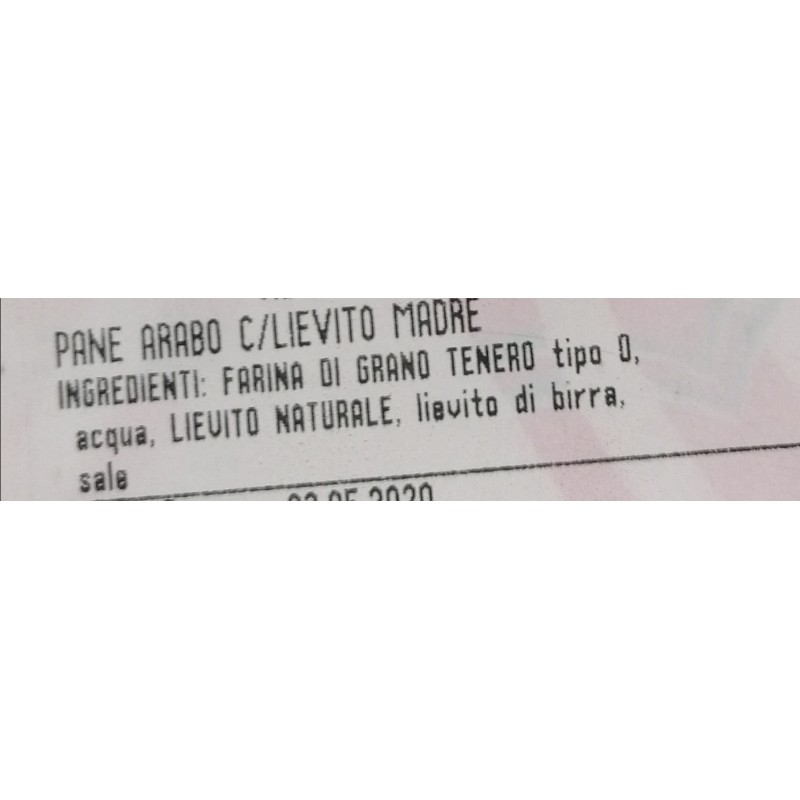 PANE ARABO C/LIEVITO MADRE
INGREDIENTI: FARINA DI GRANO TENERO tipo 0,
acqua, LIEVITO NATURALE, lievito di birra,
sale